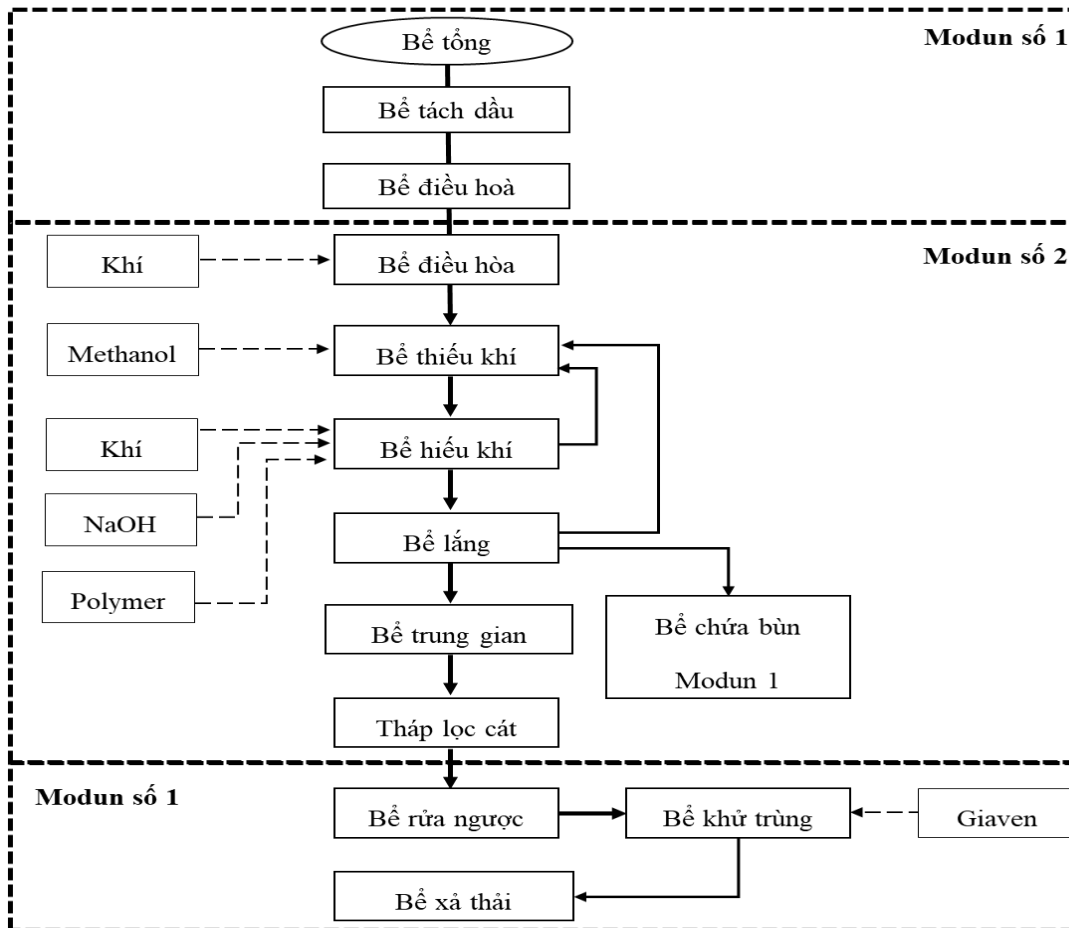 Bể tổng
Modun số 1
Bể tách dầu
Bể điều hoà
Modun số 2
Khí
Bể điều hòa
Methanol
Bể thiếu khí
Khí
Bể hiếu khí
NaOH
Bể lắng
Polymer
Bể trung gian
Bể chứa bùn
Modun 1
Tháp lọc cát
Modun số 1
Bể rửa ngược
Bể khử trùng
Giaven
Bể xả thải